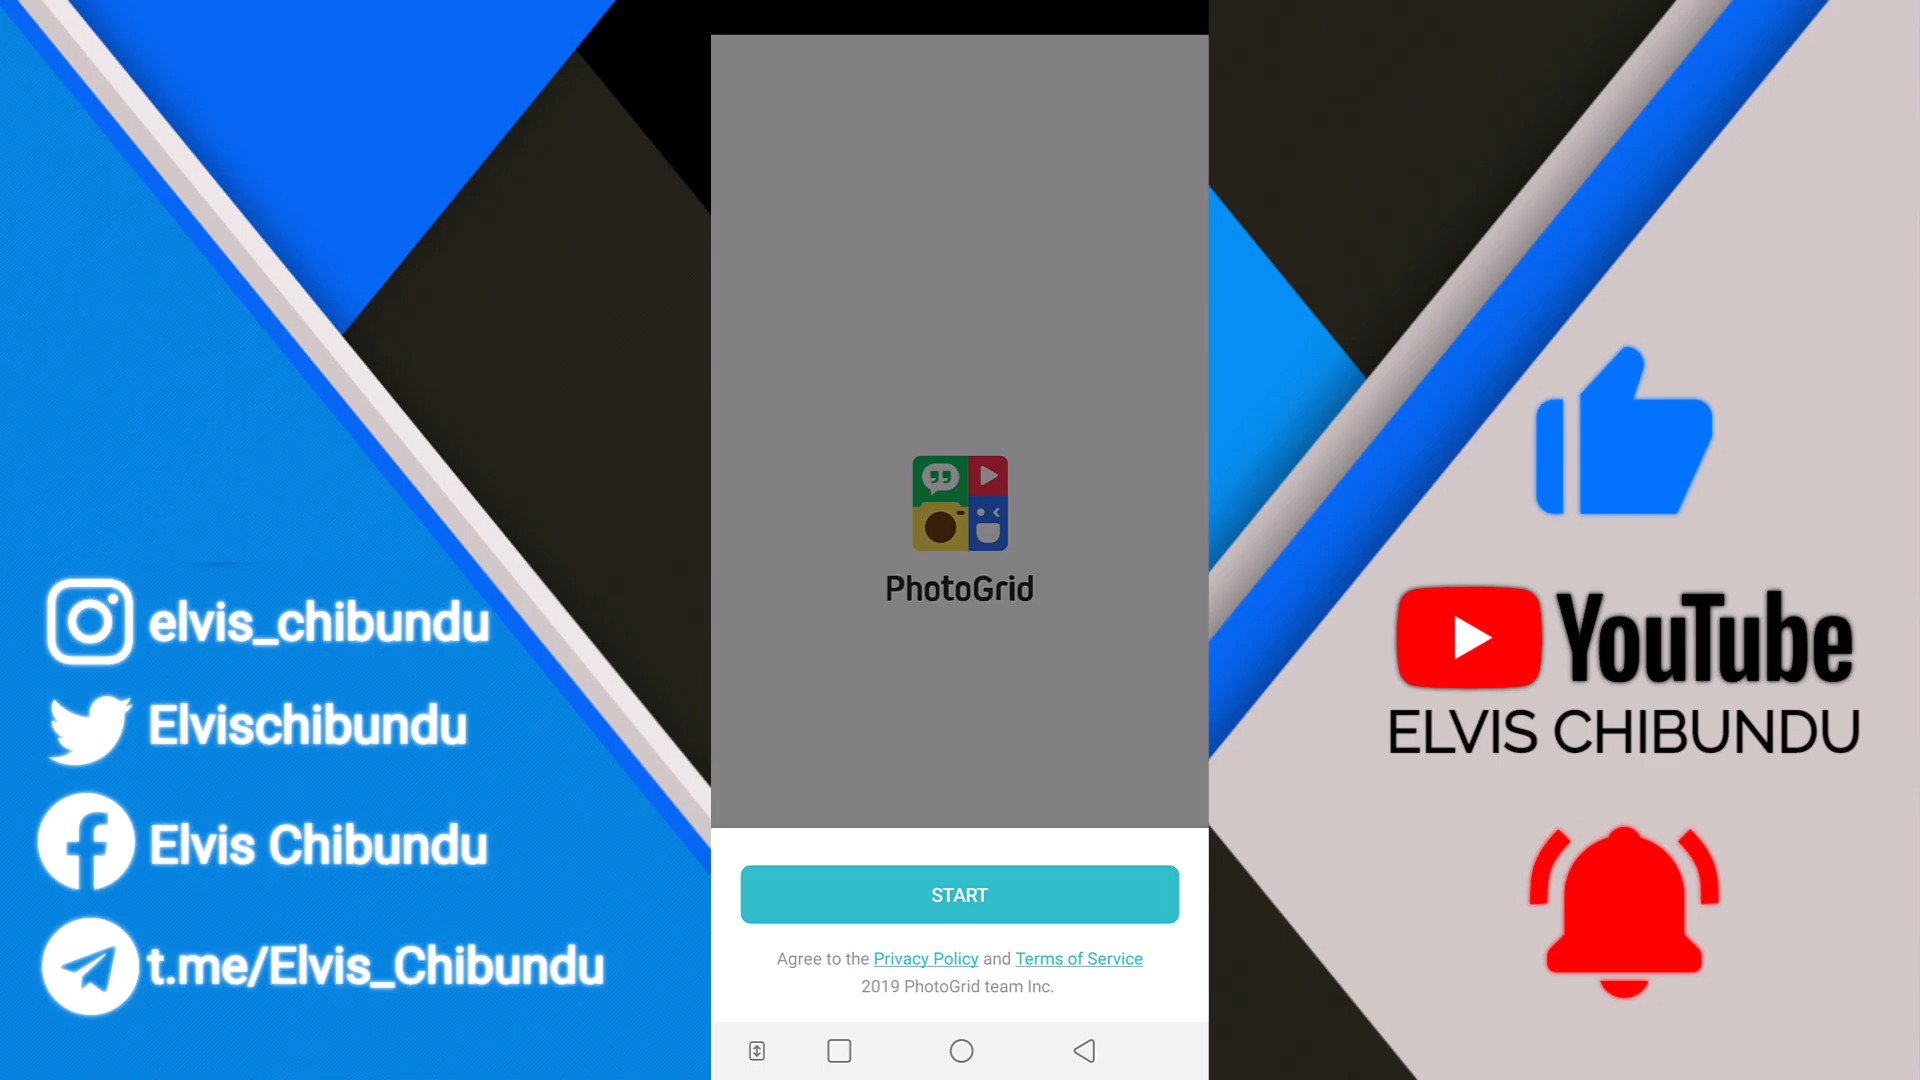 elvis_chibundu
Elvischibundu
Elvis Chibundu
t.me/Elvis_Chibundu
PhotoGrid
START
Agree to the Privacy Policy and Terms of Service
2019 PhotoGrid team Inc.
YouTube
ELVIS CHIBUNDU